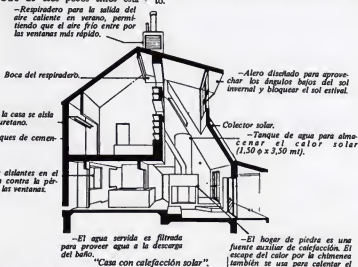 to.
—Respiradero para la salida del
aire caliente en verano, permi-
tiendo que el aire frío entre por
las ventanas más rápido.
Boca del respiradero.
—Alero diseñado para aprove-
char los ángulos bajos del sol
invernal y bloquear el sol estival.
la casa se aísla
uretano.
Colector solar.
ques de cemen-
—Tanque de agua para alma-
cenar el calor solar
(1,50 ϕ x 3,50 mt).
aislantes en el
contra la pér-
las ventanas.
—El agua servida es filtrada
para proveer agua a la descarga
del baño.
—El hogar de piedra es una
fuente auxiliar de calefacción. El
escape del calor por la chimenea
también se usa para calentar el
"Casa con calefacción solar".